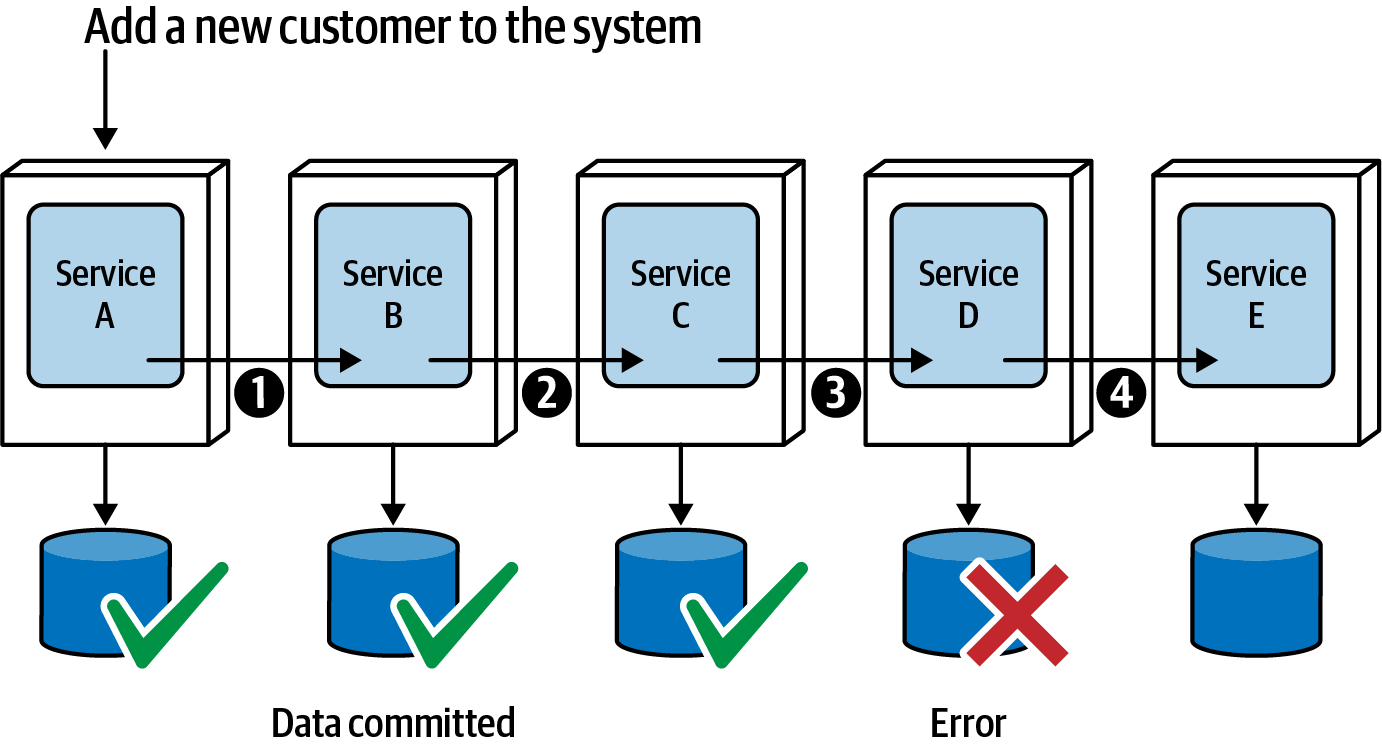 Add a new customer to the system
Service
A
Service
B
Service
C
Service
D
Service
E
1
2
3
4
Data committed
Error